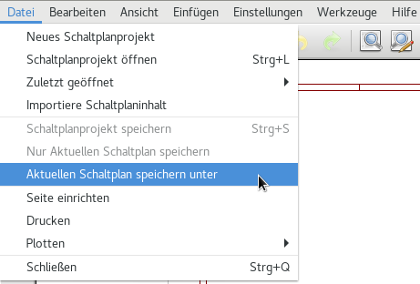 Datei Bearbeiten Ansicht Einfügen Einstellungen Werkzeuge Hilfe
Neues Schaltplanprojekt
Schaltplanprojekt öffnen Strg+L
Zuletzt geöffnet
Importiere Schaltplaninhalt
Schaltplanprojekt speichern Strg+S
Nur Aktuellen Schaltplan speichern
Aktuellen Schaltplan speichern unter
Seite einrichten
Drucken
Plotten
Schließen Strg+Q